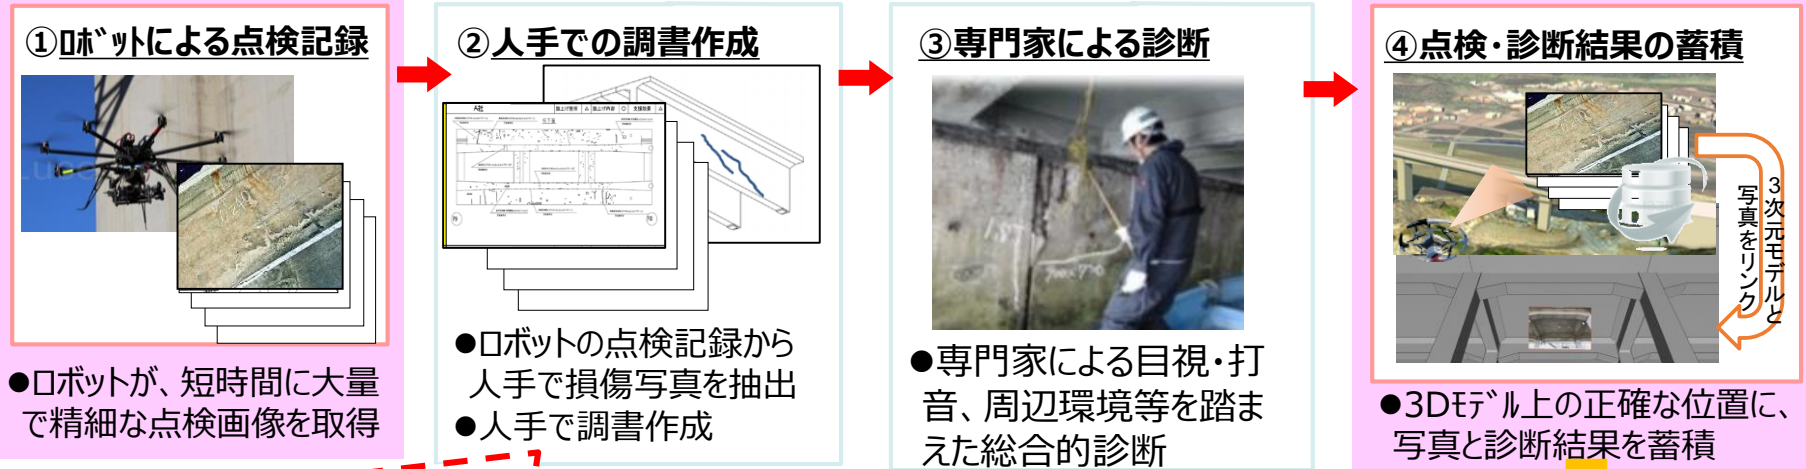 ①ﾛﾎﾞｯﾄによる点検記録
●ロボットが、短時間に大量
で精細な点検画像を取得
②人手での調書作成
A社
●ロボットの点検記録から
人手で損傷写真を抽出
●人手で調書作成
③専門家による診断
●専門家による目視・打
音、周辺環境等を踏ま
えた総合的診断
④点検・診断結果の蓄積
３次元モデルと
写真をリンク
●3Dﾓﾃﾞﾙ上の正確な位置に、
写真と診断結果を蓄積